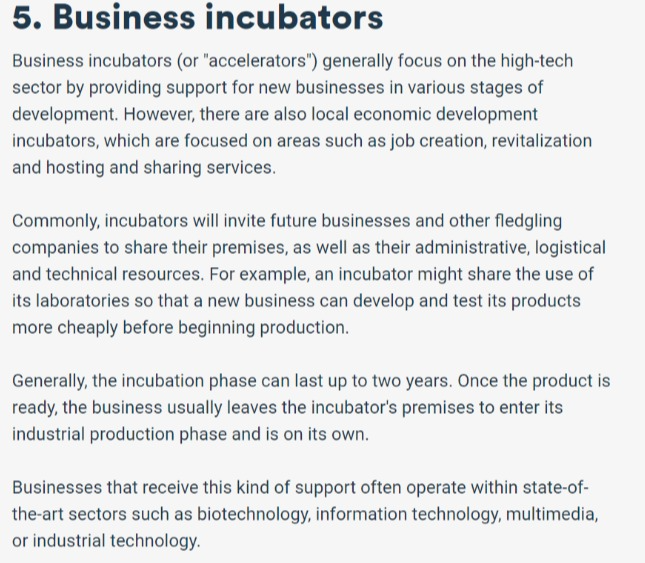 5. Business incubators
Business incubators (or "accelerators") generally focus on the high-tech
sector by providing support for new businesses in various stages of
development. However, there are also local economic development
incubators, which are focused on areas such as job creation, revitalization
and hosting and sharing services.
Commonly, incubators will invite future businesses and other fledgling
companies to share their premises, as well as their administrative, logistical
and technical resources. For example, an incubator might share the use of
its laboratories so that a new business can develop and test its products
more cheaply before beginning production.
Generally, the incubation phase can last up to two years. Once the product is
ready, the business usually leaves the incubator's premises to enter its
industrial production phase and is on its own.
Businesses that receive this kind of support often operate within state-of-
the-art sectors such as biotechnology, information technology, multimedia,
or industrial technology.